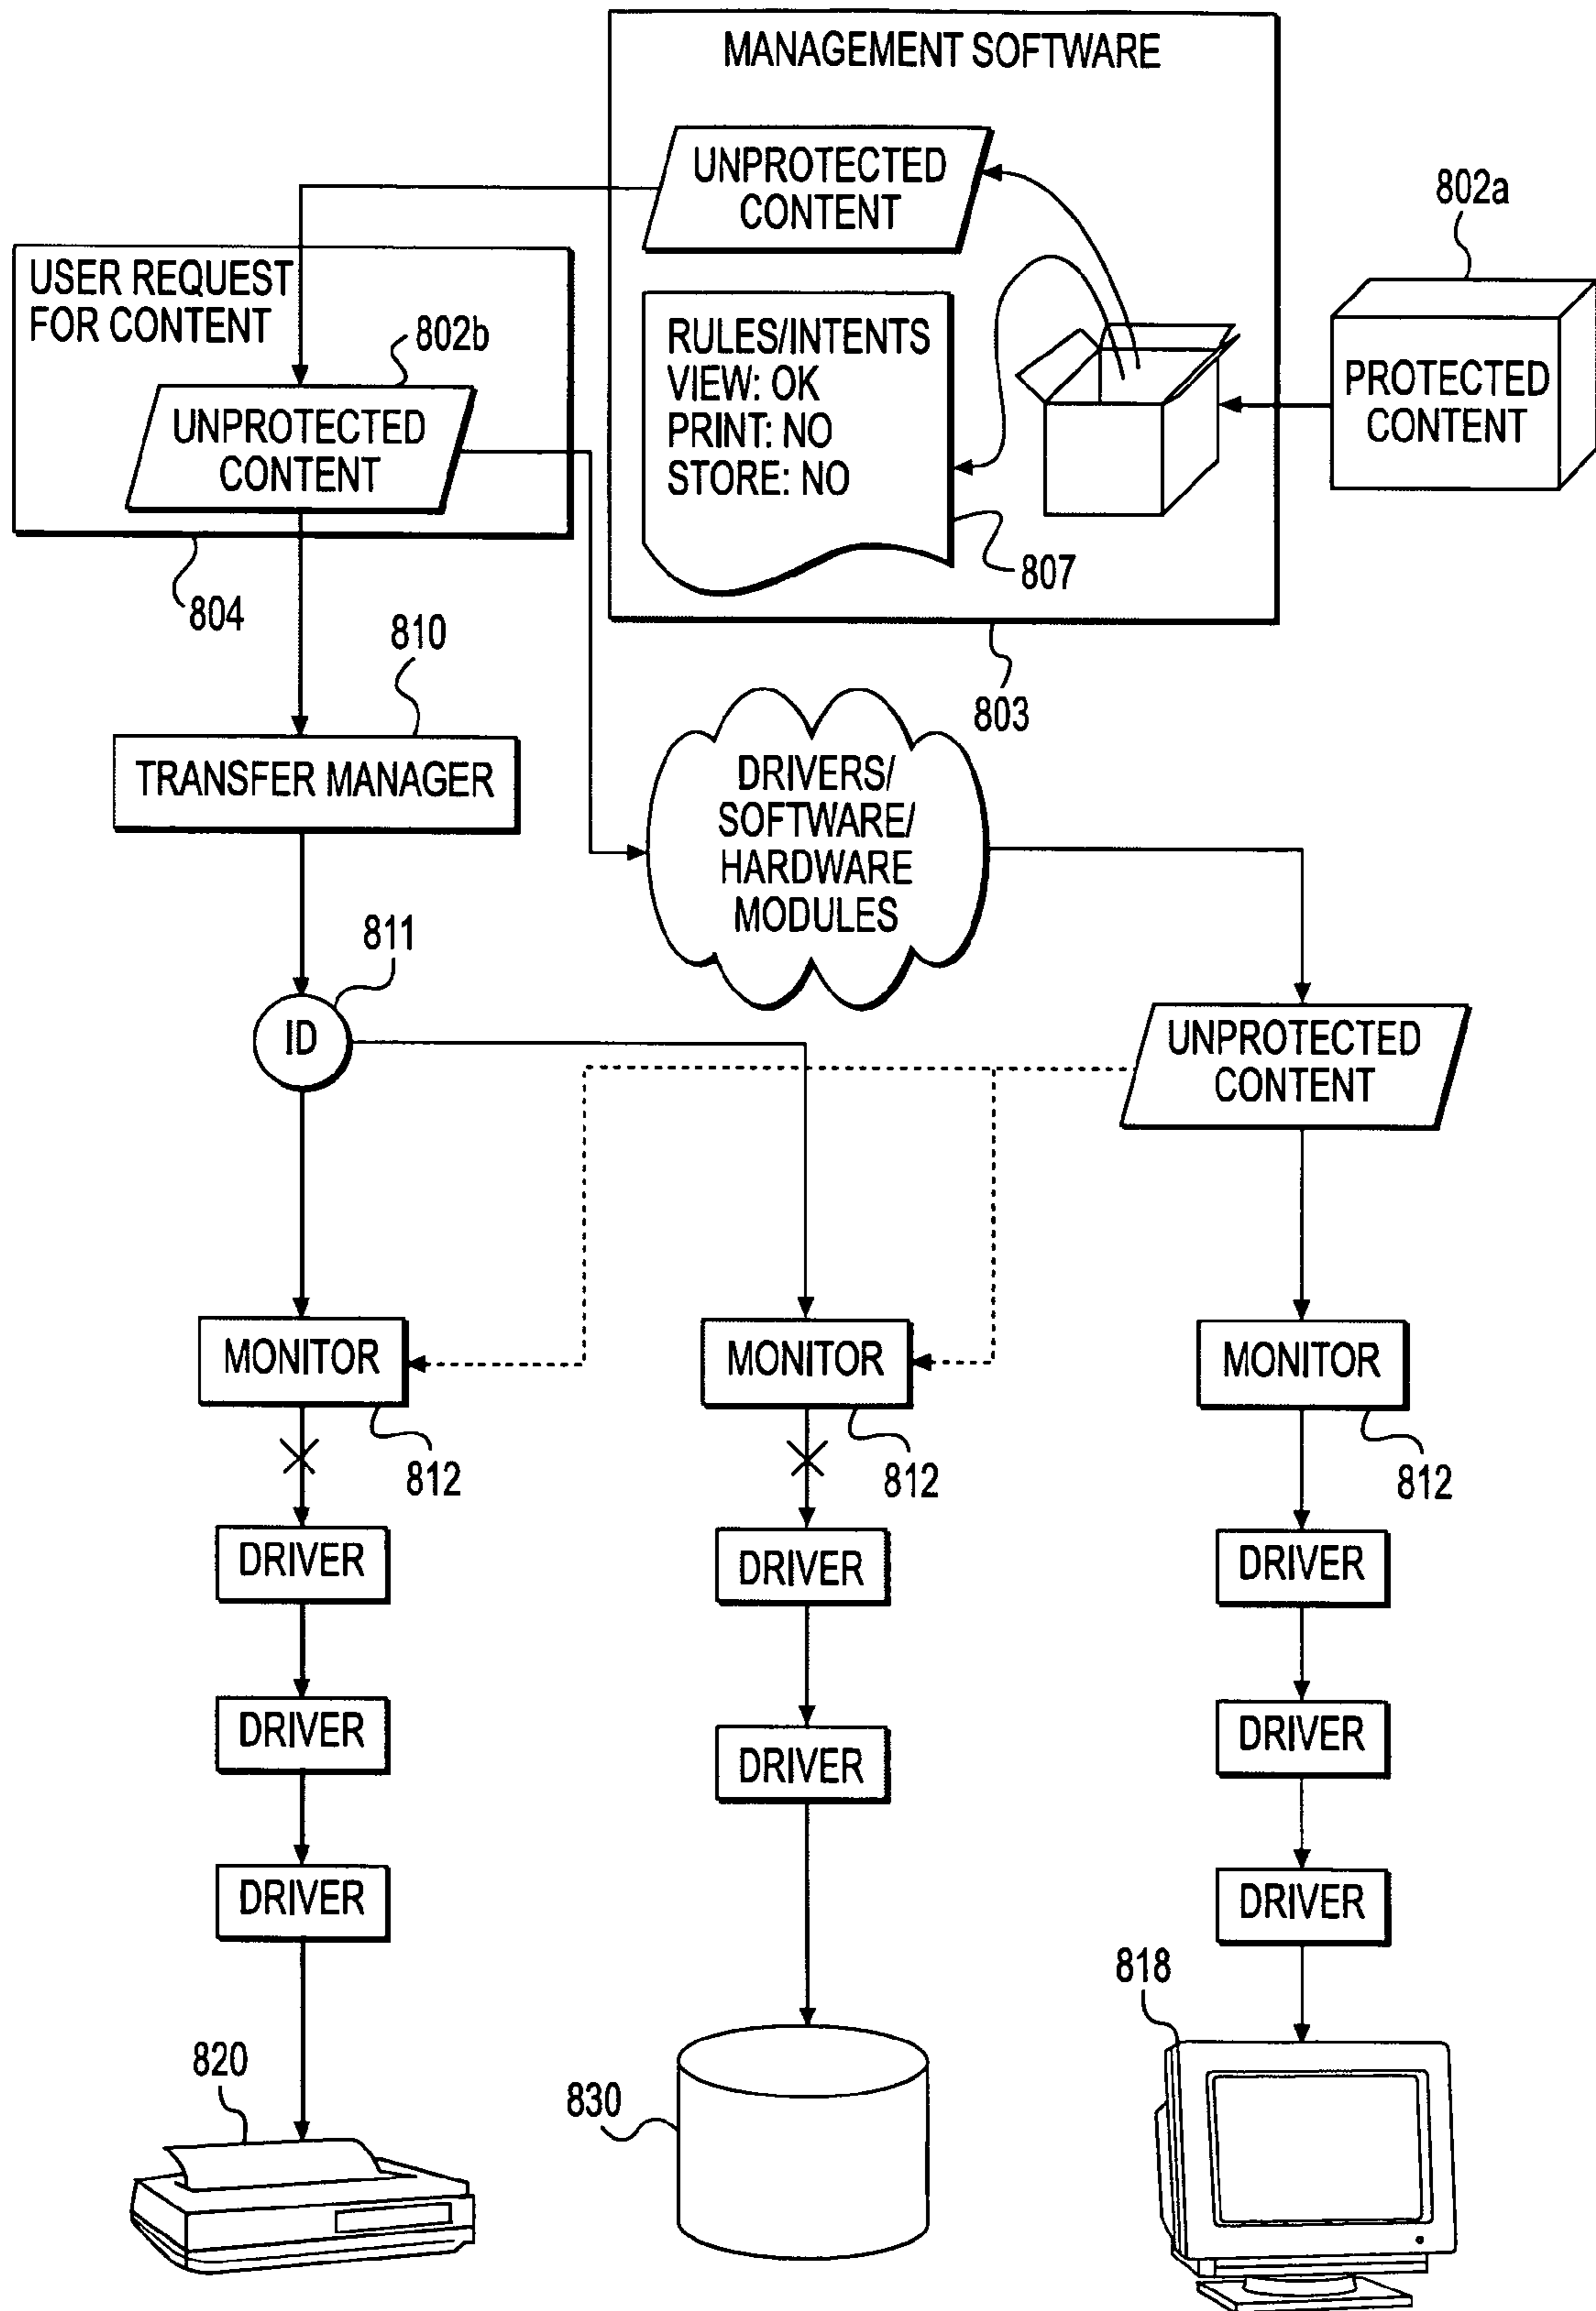 MANAGEMENT SOFTWARE
UNPROTECTED
CONTENT
802a
USER REQUEST
FOR CONTENT
802b
UNPROTECTED
CONTENT
RULES/INTENTS
VIEW: OK
PRINT: NO
STORE: NO
PROTECTED
CONTENT
807
804
803
810
TRANSFER MANAGER
DRIVERS/
SOFTWARE/
HARDWARE
MODULES
811
ID
UNPROTECTED
CONTENT
MONITOR
MONITOR
MONITOR
812
812
812
DRIVER
DRIVER
DRIVER
DRIVER
DRIVER
DRIVER
DRIVER
DRIVER
818
820
830